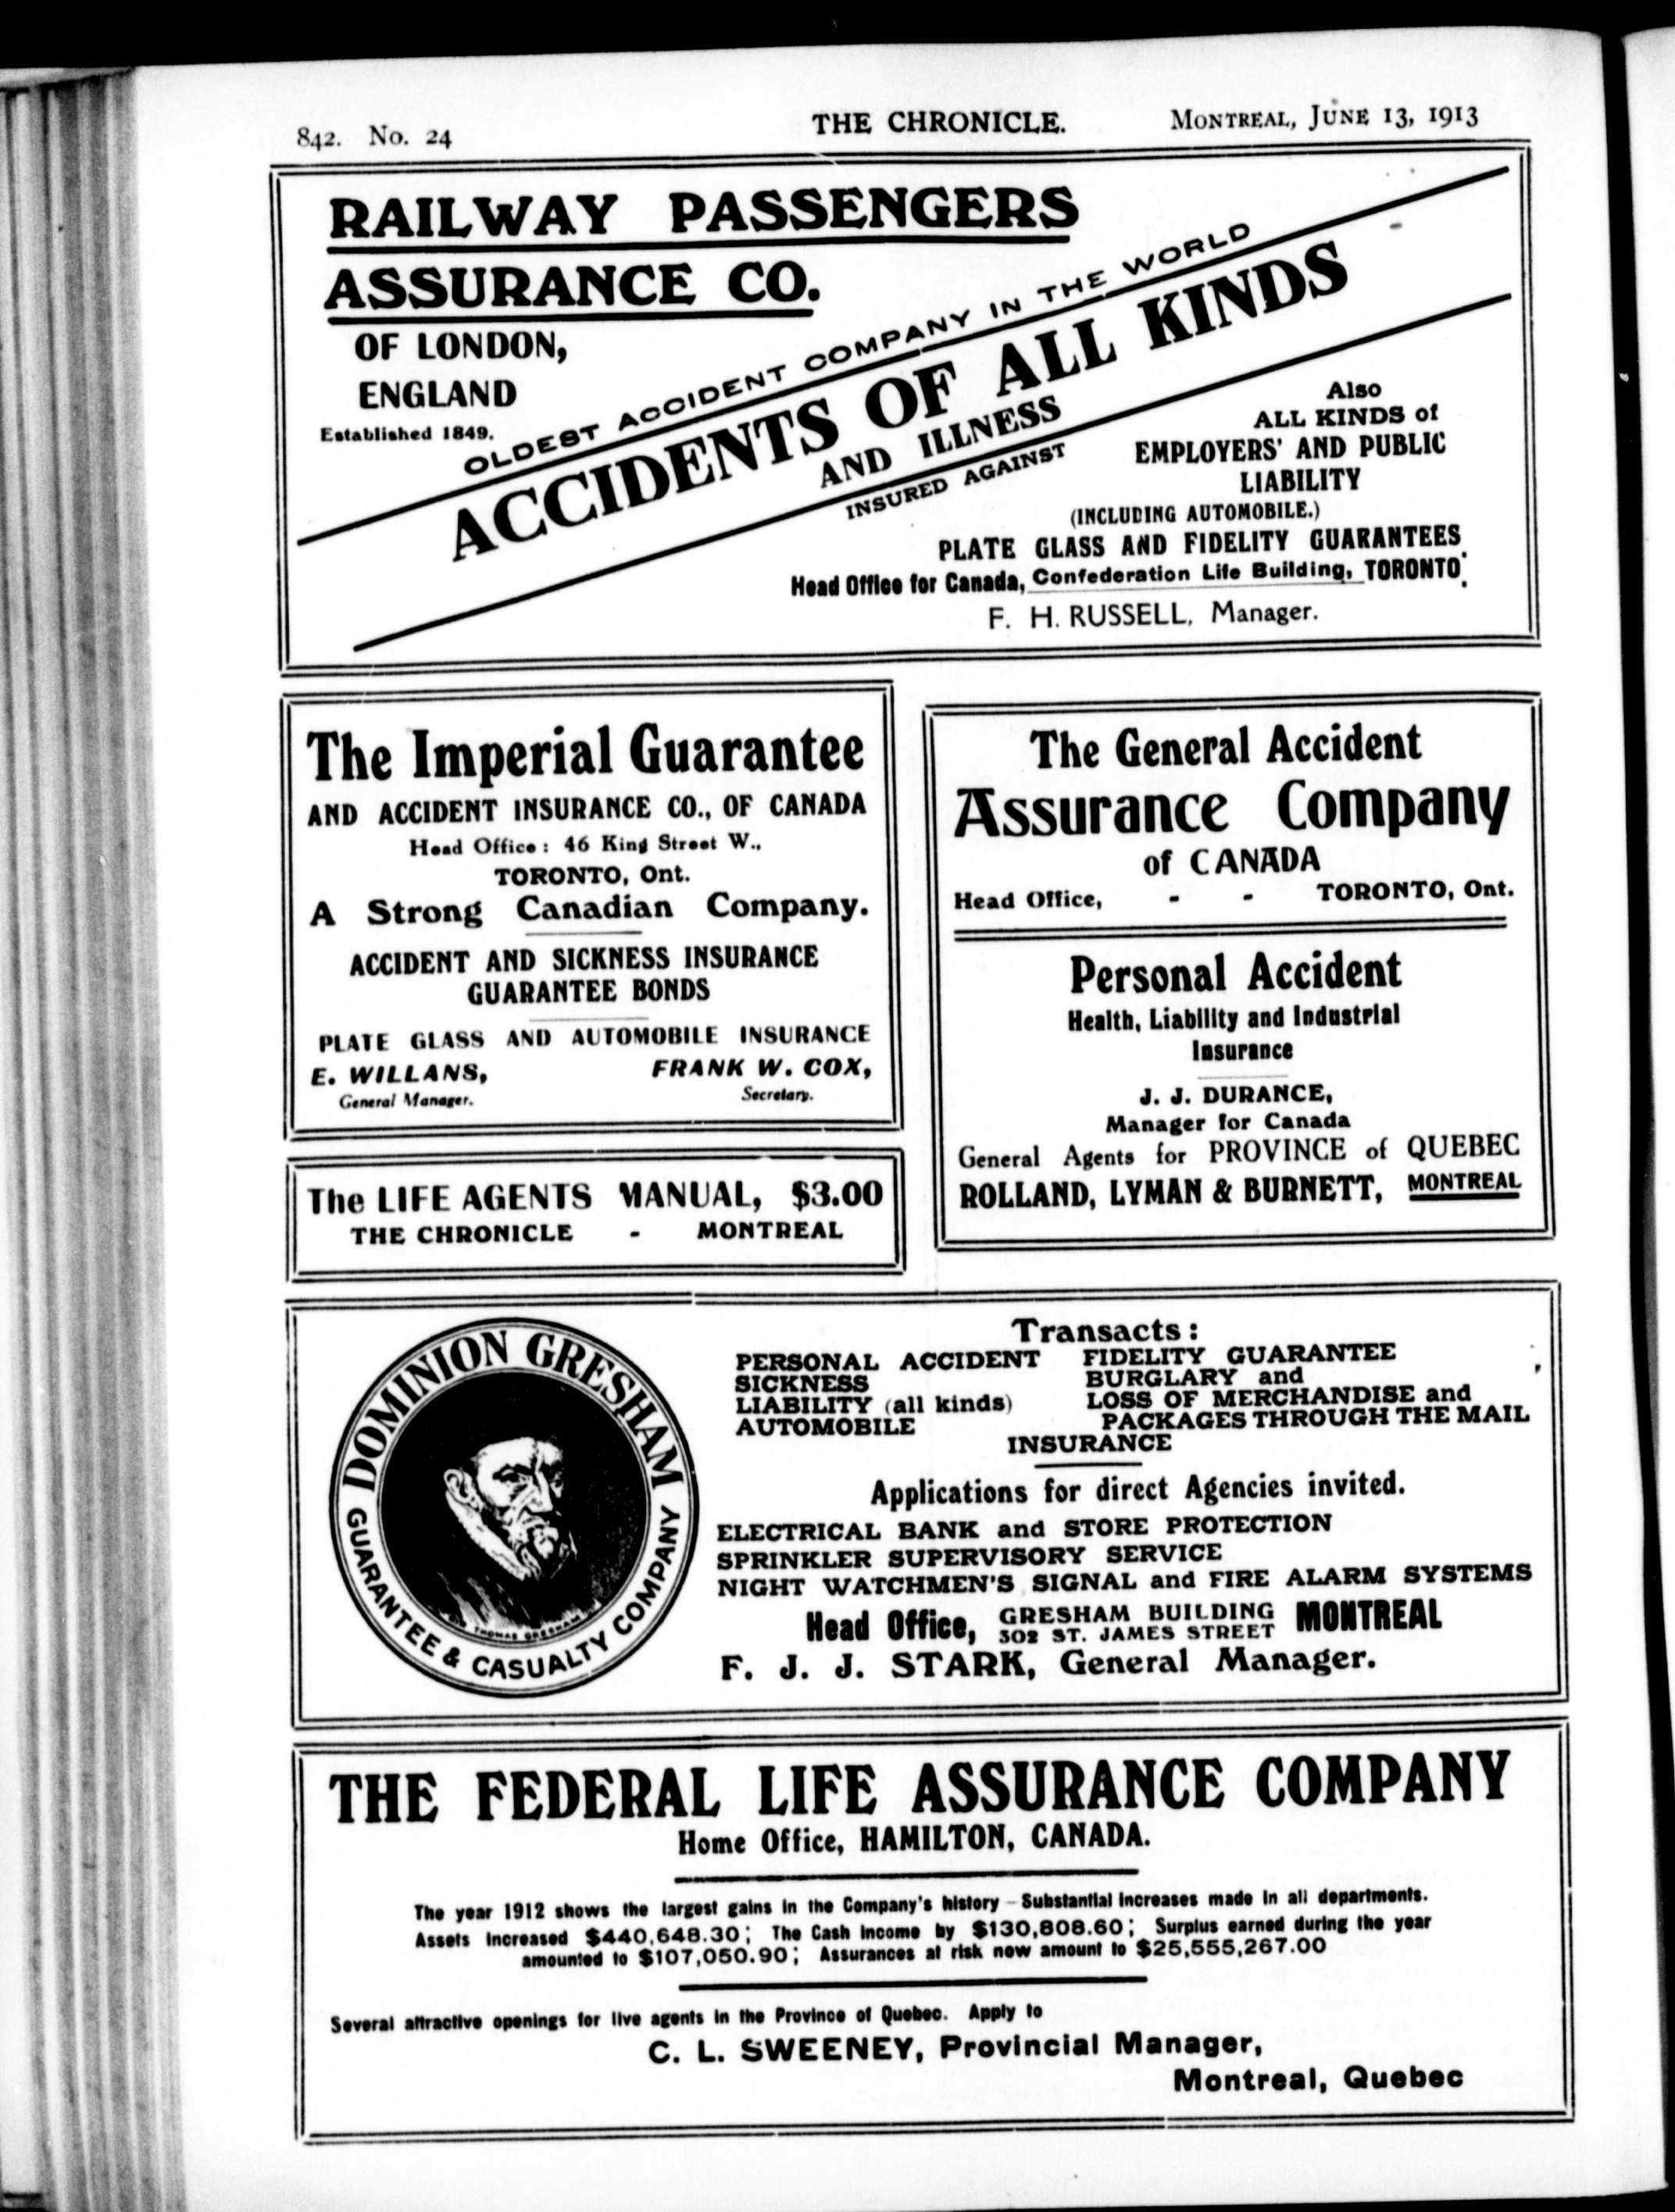 842. No. 24
THE CHRONICLE.
MONTREAL, JUNE 13, 1913
RAILWAY PASSENGERS
ASSURANCE CO.
OF LONDON,
ENGLAND
Established 1849.
OLDEST ACCIDENT COMPANY IN THE WORLD
ACCIDENTS OF ALL KINDS
AND ILLNESS
INSURED AGAINST
Also
ALL KINDS of
EMPLOYERS' AND PUBLIC
LIABILITY
(INCLUDING AUTOMOBILE.)
PLATE GLASS AND FIDELITY GUARANTEES
Head Office for Canada, Confederation Life Building, TORONTO.
F. H. RUSSELL, Manager.
The Imperial Guarantee
AND ACCIDENT INSURANCE CO., OF CANADA
Head Office: 46 King Street W.,
TORONTO, Ont.
A Strong Canadian Company.
ACCIDENT AND SICKNESS INSURANCE
GUARANTEE BONDS
PLATE GLASS AND AUTOMOBILE INSURANCE
E. WILLANS, FRANK W. COX,
General Manager. Secretary.
The LIFE AGENTS MANUAL, $3.00
THE CHRONICLE - MONTREAL
The General Accident
Assurance Company
of CANADA
Head Office, - - TORONTO, Ont.
Personal Accident
Health, Liability and Industrial
Insurance
J. J. DURANCE,
Manager for Canada
General Agents for PROVINCE of QUEBEC
ROLLAND, LYMAN & BURNETT, MONTREAL
DOMINION GRESHAM
GUARANTEE & CASUALTY COMPANY
THOMAS GRESHAM
Transacts:
PERSONAL ACCIDENT FIDELITY GUARANTEE
SICKNESS BURGLARY and
LIABILITY (all kinds) LOSS OF MERCHANDISE and
AUTOMOBILE PACKAGES THROUGH THE MAIL
INSURANCE
Applications for direct Agencies invited.
ELECTRICAL BANK and STORE PROTECTION
SPRINKLER SUPERVISORY SERVICE
NIGHT WATCHMEN'S SIGNAL and FIRE ALARM SYSTEMS
Head Office, GRESHAM BUILDING MONTREAL
302 ST. JAMES STREET
F. J. J. STARK, General Manager.
THE FEDERAL LIFE ASSURANCE COMPANY
Home Office, HAMILTON, CANADA.
The year 1912 shows the largest gains in the Company's history – Substantial increases made in all departments.
Assets increased $440,648.30; The Cash Income by $130,808.60; Surplus earned during the year
amounted to $107,050.90; Assurances at risk now amount to $25,555,267.00
Several attractive openings for live agents in the Province of Quebec. Apply to
C. L. SWEENEY, Provincial Manager,
Montreal, Quebec